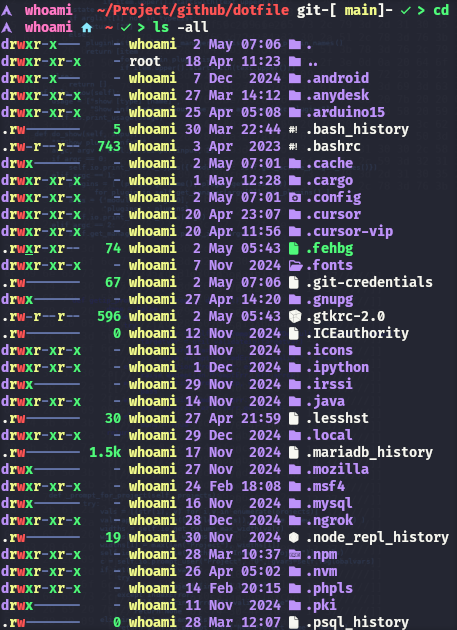 whoami ~/Project/github/dotfile git-[ main]- ✓ > cd
whoami ~ ✓ > ls -all
drwxr-x--- - whoami 2 May 07:06 .
drwxr-xr-x - root 18 Apr 11:23 ..
drwxr-x--- - whoami 7 Dec 2024 .android
drwxr-xr-x - whoami 27 Mar 14:12 .anydesk
drwxr-xr-x - whoami 25 Apr 05:08 .arduino15
.rw------- 5 whoami 30 Mar 22:44 .bash_history
.rw-r--r-- 743 whoami 3 Apr 2023 .bashrc
drwx------ - whoami 2 May 07:01 .cache
drwxr-xr-x - whoami 1 May 12:28 .cargo
drwxr-xr-x - whoami 2 May 07:01 .config
drwxr-xr-x - whoami 20 Apr 23:07 .cursor
drwxr-xr-x - whoami 20 Apr 11:56 .cursor-vip
.rwxr-xr-- 74 whoami 2 May 05:43 .fehbg
drwxr-xr-x - whoami 7 Nov 2024 .fonts
.rw------- 67 whoami 2 May 07:06 .git-credentials
drwx------ - whoami 27 Apr 14:20 .gnupg
.rw-r--r-- 596 whoami 2 May 05:43 .gtkrc-2.0
.rw------- 0 whoami 12 Nov 2024 .ICEauthority
drwxr-xr-x - whoami 11 Nov 2024 .icons
drwxr-xr-x - whoami 1 Dec 2024 .ipython
drwx------ - whoami 29 Nov 2024 .irssi
drwxr-xr-x - whoami 14 Nov 2024 .java
.rw------- 30 whoami 27 Apr 21:59 .lesshst
drwxr-xr-x - whoami 29 Dec 2024 .local
.rw------- 1.5k whoami 17 Nov 2024 .mariadb_history
drwx------ - whoami 27 Nov 2024 .mozilla
drwxr-xr-x - whoami 24 Feb 18:08 .msf4
drwx------ - whoami 16 Nov 2024 .mysql
drwxr-xr-x - whoami 28 Dec 2024 .ngrok
.rw------- 19 whoami 30 Nov 2024 .node_repl_history
drwxr-xr-x - whoami 28 Mar 10:37 .npm
drwxr-xr-x - whoami 26 Apr 05:02 .nvm
drwxr-xr-x - whoami 14 Feb 20:15 .phpls
drwx------ - whoami 11 Nov 2024 .pki
.rw------- 0 whoami 28 Mar 12:07 .psql_history